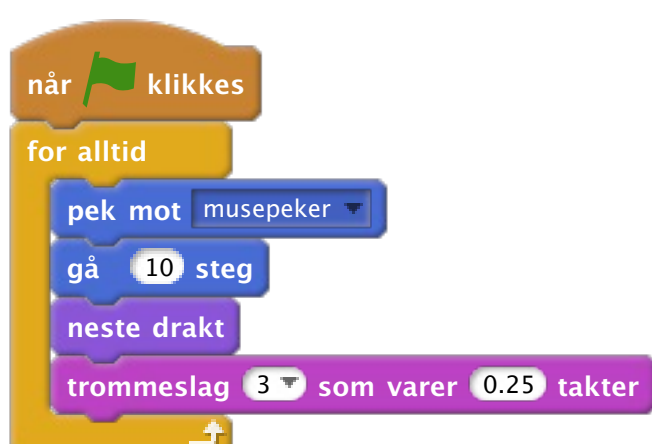 når klikkes
for alltid
pek mot musepeker
gå 10 steg
neste drakt
trommeslag 3 som varer 0.25 takter